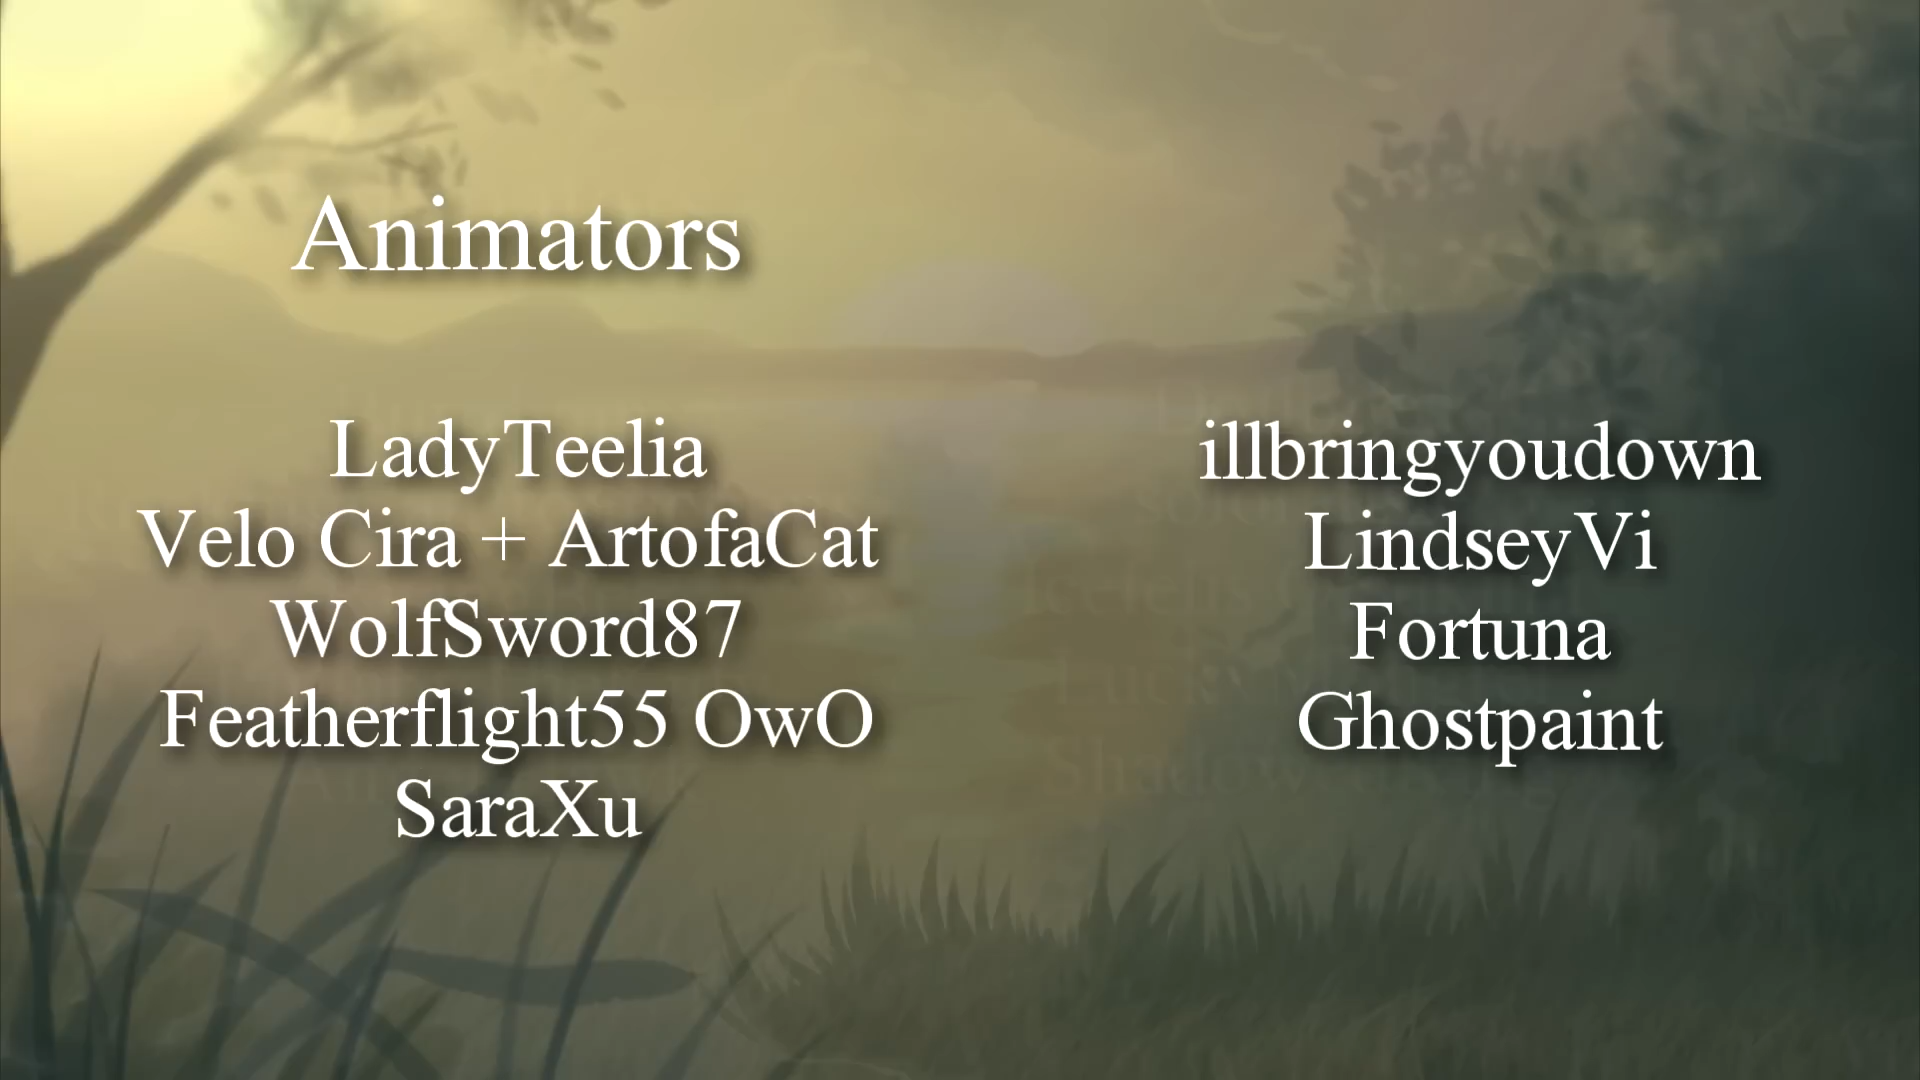 Animators
LadyTeelia
Velo Cira + ArtofaCat
WolfSword87
Featherflight55 OwO
SaraXu
illbringyoudown
LindseyVi
Fortuna
Ghostpaint